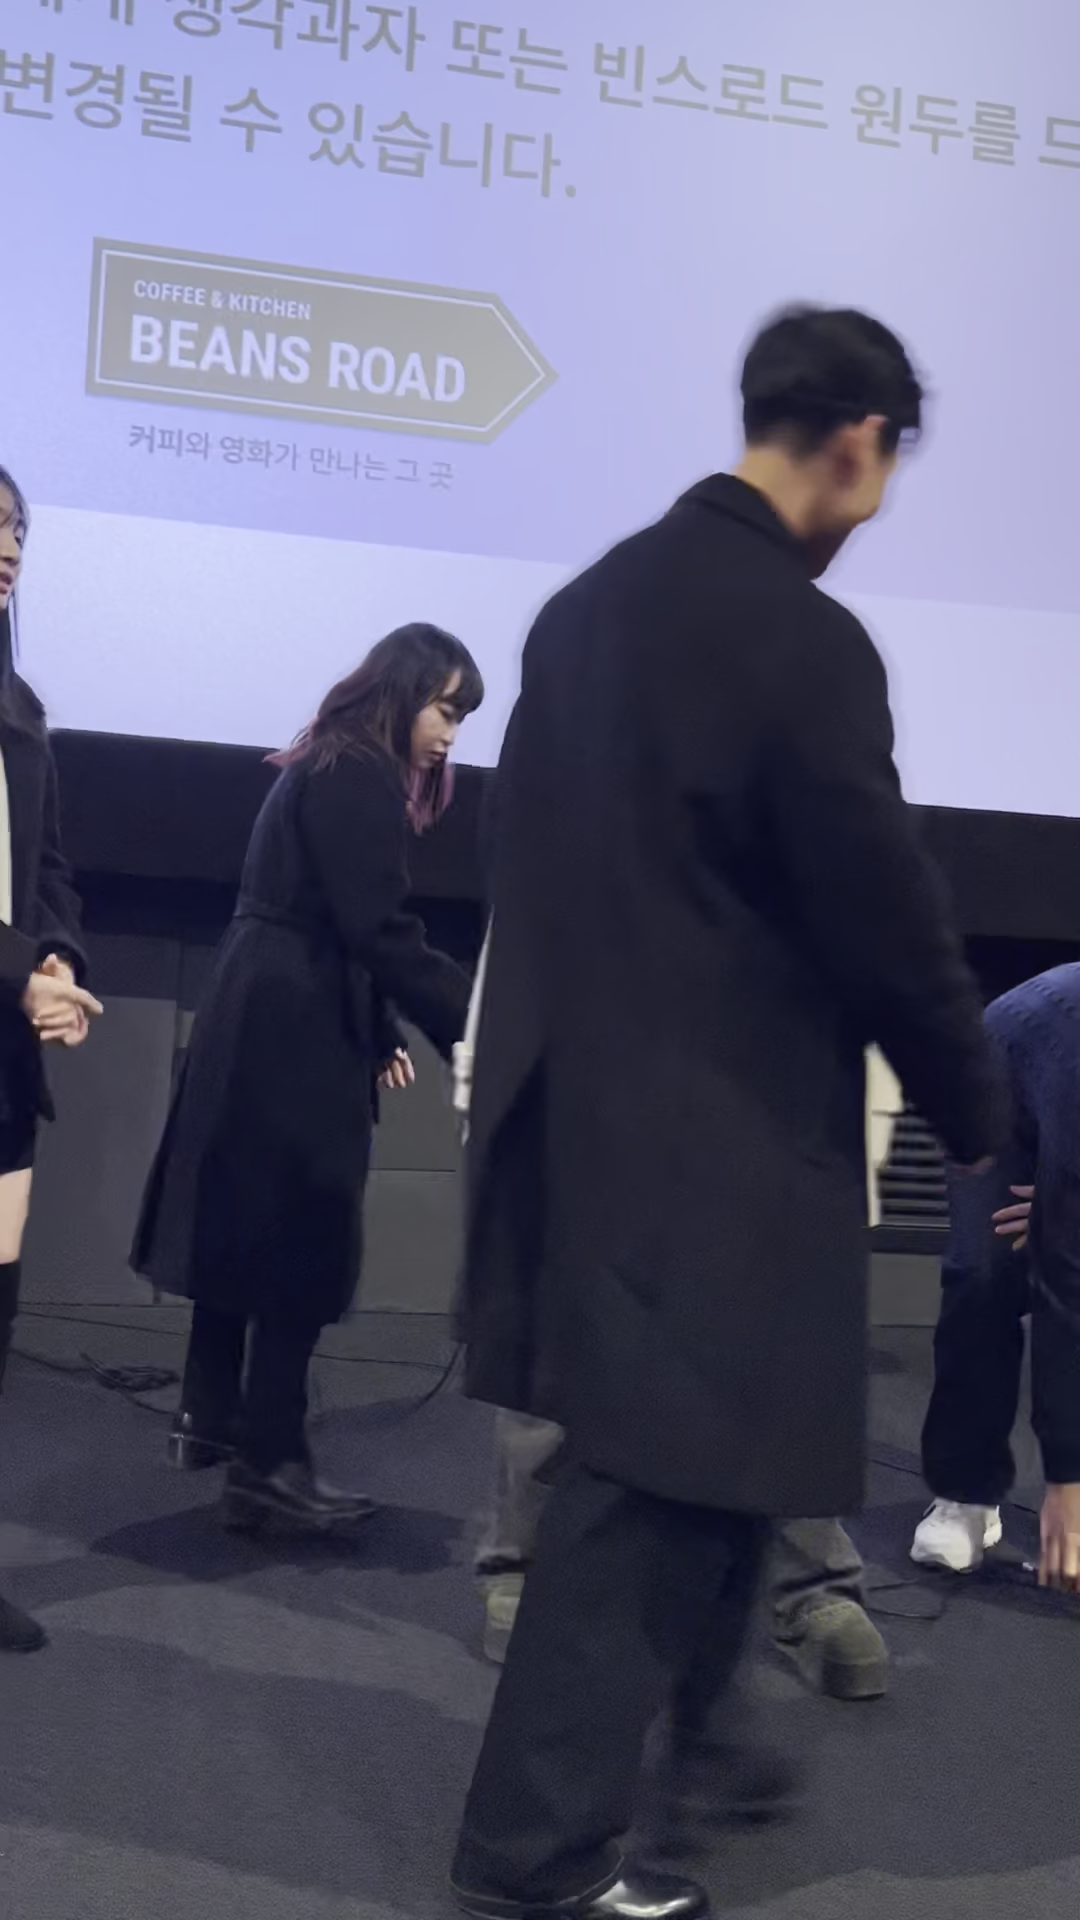 생각과자 또는 빈스로드 원두를 드
변경될 수 있습니다.
COFFEE & KITCHEN
BEANS ROAD
커피와 영화가 만나는 그 곳